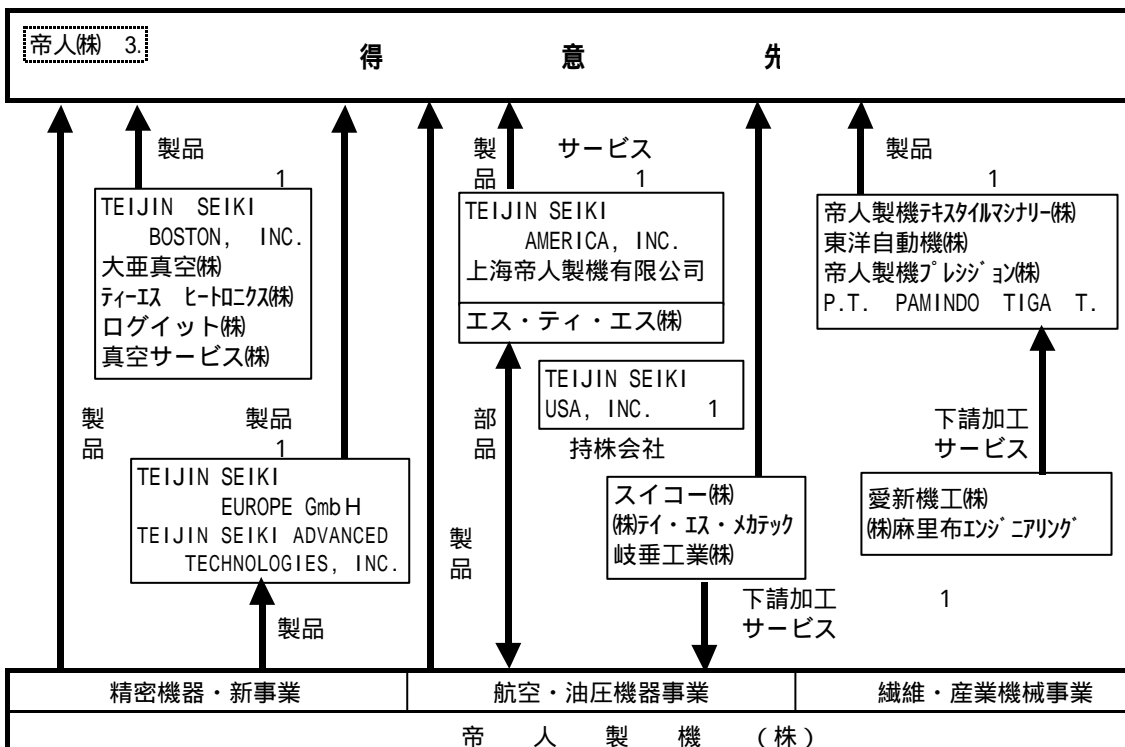 帝人㈱ 3.
得 意 先
製品
1
TEIJIN SEIKI
BOSTON, INC.
大亜真空㈱
ティーエス ヒートロニクス㈱
ログイット㈱
真空サービス㈱
製品
サービス
1
TEIJIN SEIKI
AMERICA, INC.
上海帝人製機有限公司
エス・ティ・エス㈱
製品
1
帝人製機テキスタイルマシナリー㈱
東洋自動機㈱
帝人製機プレシジョン㈱
P.T. PAMINDO TIGA T.
TEIJIN SEIKI
USA, INC. 1
持株会社
製品
製品
1
TEIJIN SEIKI
EUROPE GmbH
TEIJIN SEIKI ADVANCED
TECHNOLOGIES, INC.
製品
部品
製品
スイコー㈱
㈱テイ・エス・メカテック
岐垂工業㈱
下請加工
サービス
下請加工
サービス
愛新機工㈱
㈱麻里布エンジニアリング
1
精密機器・新事業
航空・油圧機器事業
繊維・産業機械事業
帝 人 製 機 (株)